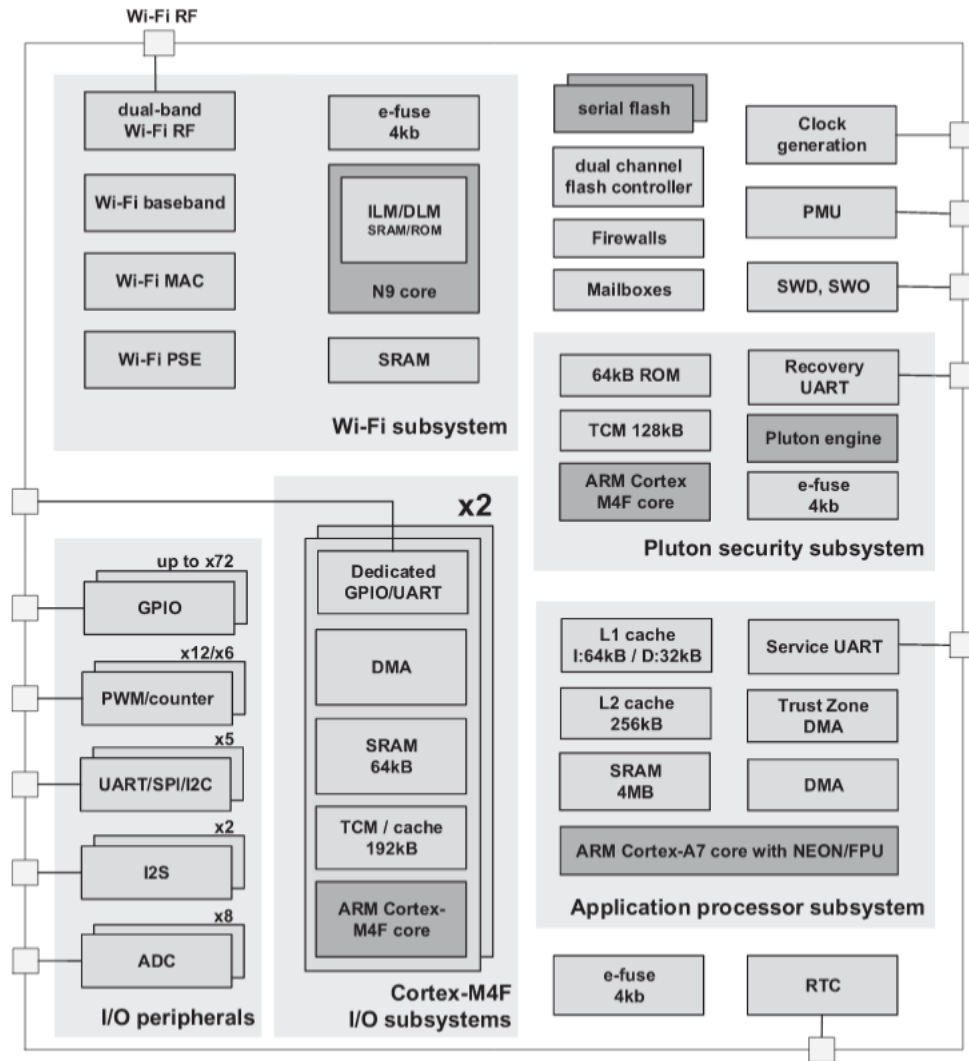 Wi-Fi RF
dual-band
Wi-Fi RF
Wi-Fi baseband
Wi-Fi MAC
Wi-Fi PSE
e-fuse
4kb
ILM/DLM
SRAM/ROM
N9 core
SRAM
Wi-Fi subsystem
serial flash
dual channel
flash controller
Firewalls
Mailboxes
Clock
generation
PMU
SWD, SWO
64kB ROM
TCM 128kB
ARM Cortex
M4F core
Recovery
UART
Pluton engine
e-fuse
4kb
Pluton security subsystem
up to x72
GPIO
x12/x6
PWM/counter
x5
UART/SPI/I2C
x2
I2S
x8
ADC
I/O peripherals
x2
Dedicated
GPIO/UART
DMA
SRAM
64kB
TCM / cache
192kB
ARM Cortex-
M4F core
Cortex-M4F
I/O subsystems
L1 cache
I:64kB / D:32kB
L2 cache
256kB
SRAM
4MB
Service UART
Trust Zone
DMA
DMA
ARM Cortex-A7 core with NEON/FPU
Application processor subsystem
e-fuse
4kb
RTC